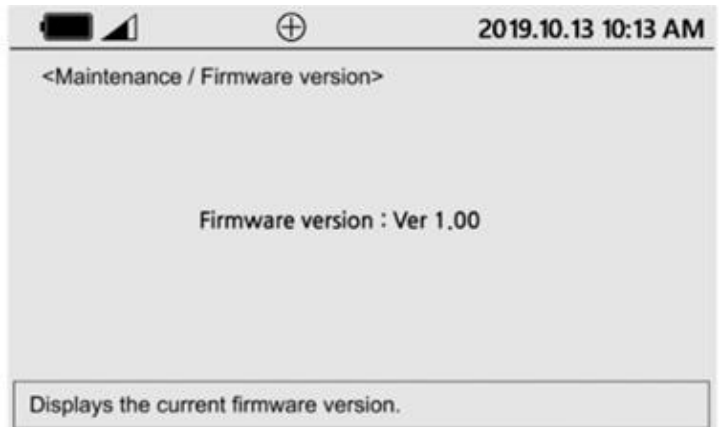 2019.10.13 10:13 AM
<Maintenance / Firmware version>
Firmware version : Ver 1.00
Displays the current firmware version.